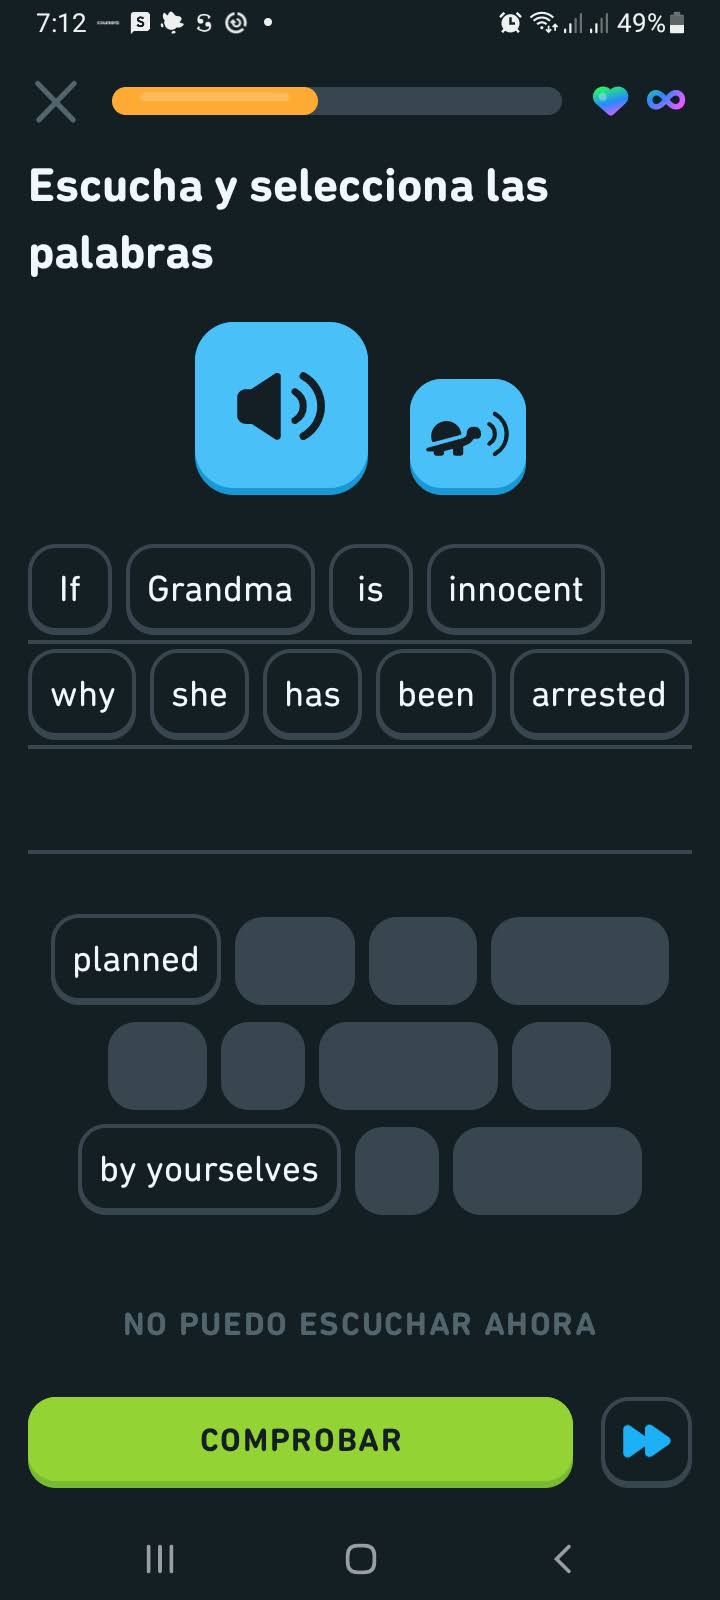 7:12 49%
Escucha y selecciona las
palabras
If Grandma is innocent
why she has been arrested
planned
by yourselves
NO PUEDO ESCUCHAR AHORA
COMPROBAR